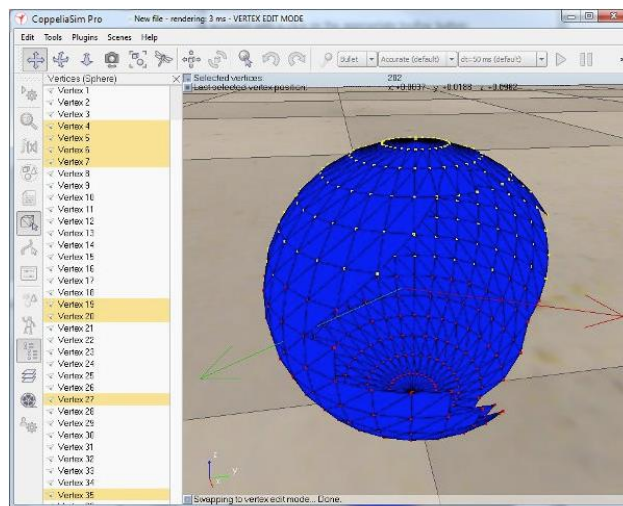 CoppeliaSim Pro - New file - rendering: 3 ms - VERTEX EDIT MODE
Edit Tools Plugins Scenes Help
Bullet Accurate (default) dt=50 ms (default)
Vertices (Sphere)
Selected vertices: 202
Last selected vertex position:
Vertex 1
Vertex 2
Vertex 3
Vertex 4
Vertex 5
Vertex 6
Vertex 7
Vertex 8
Vertex 9
Vertex 10
Vertex 11
Vertex 12
Vertex 13
Vertex 14
Vertex 15
Vertex 16
Vertex 17
Vertex 18
Vertex 19
Vertex 20
Vertex 21
Vertex 22
Vertex 23
Vertex 24
Vertex 25
Vertex 26
Vertex 27
Vertex 28
Vertex 29
Vertex 30
Vertex 31
Vertex 32
Vertex 33
Vertex 34
Vertex 35
z
y
x
Swapping to vertex edit mode... Done.